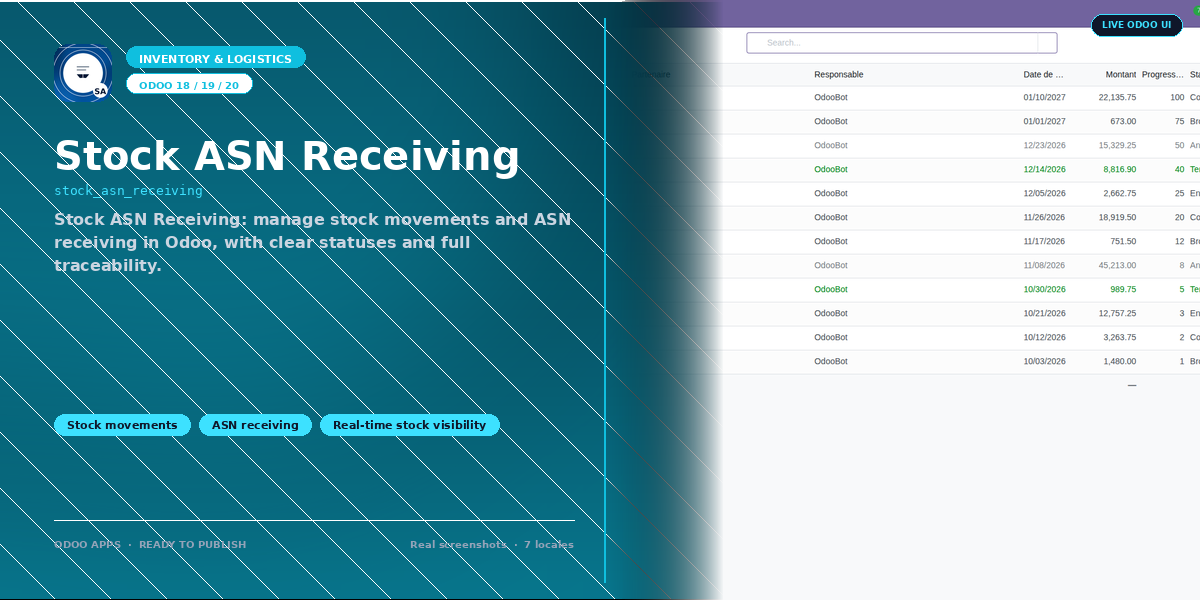 INVENTORY & LOGISTICS
ODOO 18 / 19 / 20
SA
Stock ASN Receiving
stock_asn_receiving
Stock ASN Receiving: manage stock movements and ASN
receiving in Odoo, with clear statuses and full
traceability.
Stock movements
ASN receiving
Real-time stock visibility
ODOO APPS · READY TO PUBLISH
Real screenshots · 7 locales
LIVE ODOO UI
Search...
Responsable Date de ... Montant Progress...
OdooBot 01/10/2027 22,135.75 100
OdooBot 01/01/2027 673.00 75
OdooBot 12/23/2026 15,329.25 50
OdooBot 12/14/2026 8,816.90 40
OdooBot 12/05/2026 2,662.75 25
OdooBot 11/26/2026 18,919.50 20
OdooBot 11/17/2026 751.50 12
OdooBot 11/08/2026 45,213.00 8
OdooBot 10/30/2026 989.75 5
OdooBot 10/21/2026 12,757.25 3
OdooBot 10/12/2026 3,263.75 2
OdooBot 10/03/2026 1,480.00 1
—